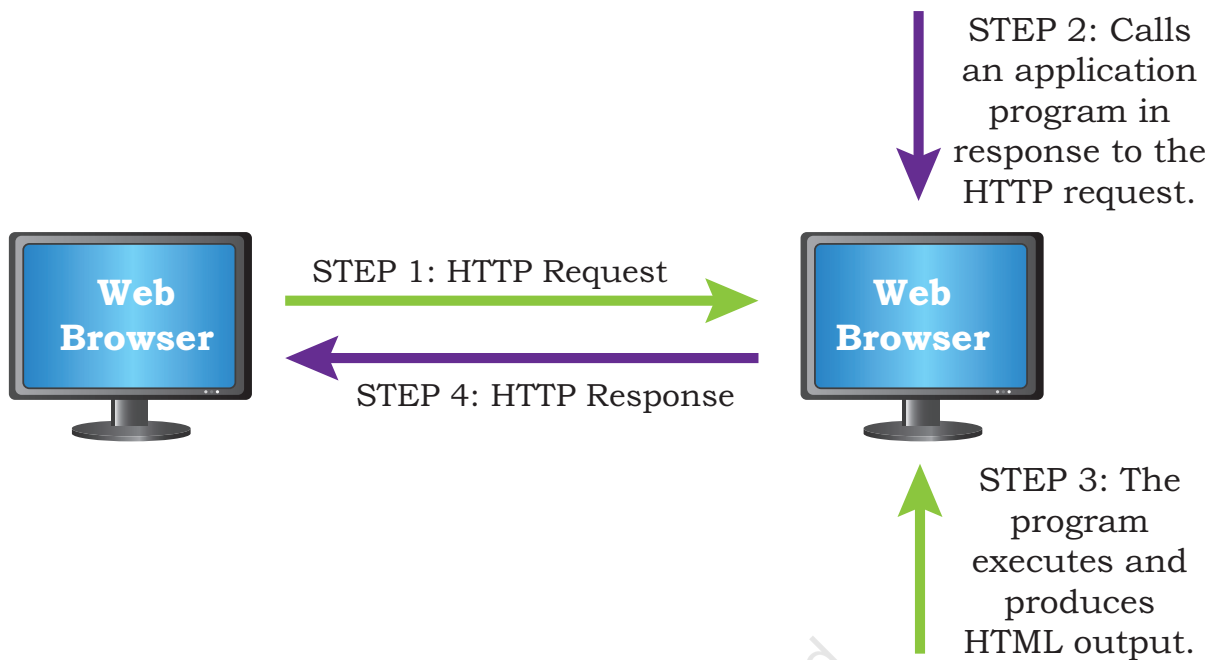 STEP 2: Calls
an application
program in
response to the
HTTP request.
Web
Browser
STEP 1: HTTP Request
STEP 4: HTTP Response
Web
Browser
STEP 3: The
program
executes and
produces
HTML output.